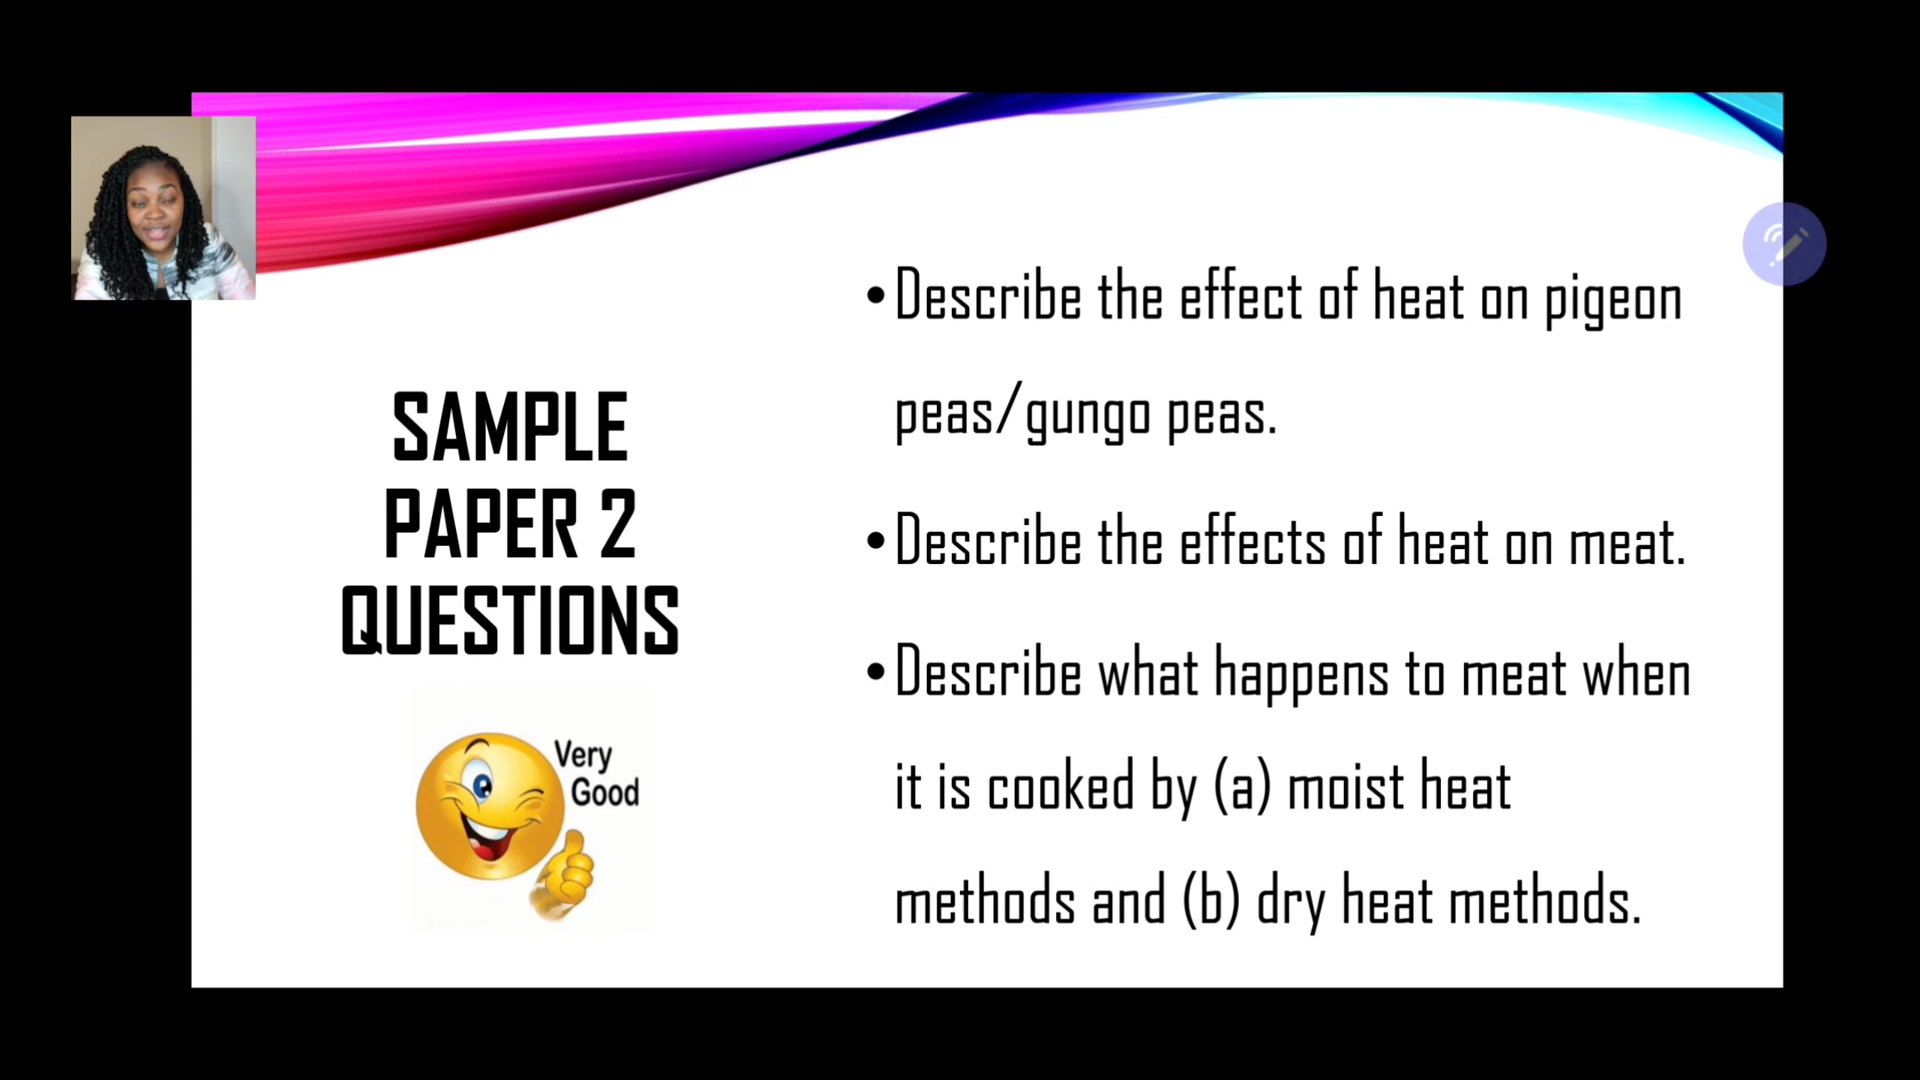 SAMPLE
PAPER 2
QUESTIONS
Very
Good
•Describe the effect of heat on pigeon
peas/gungo peas.
•Describe the effects of heat on meat.
•Describe what happens to meat when
it is cooked by (a) moist heat
methods and (b) dry heat methods.